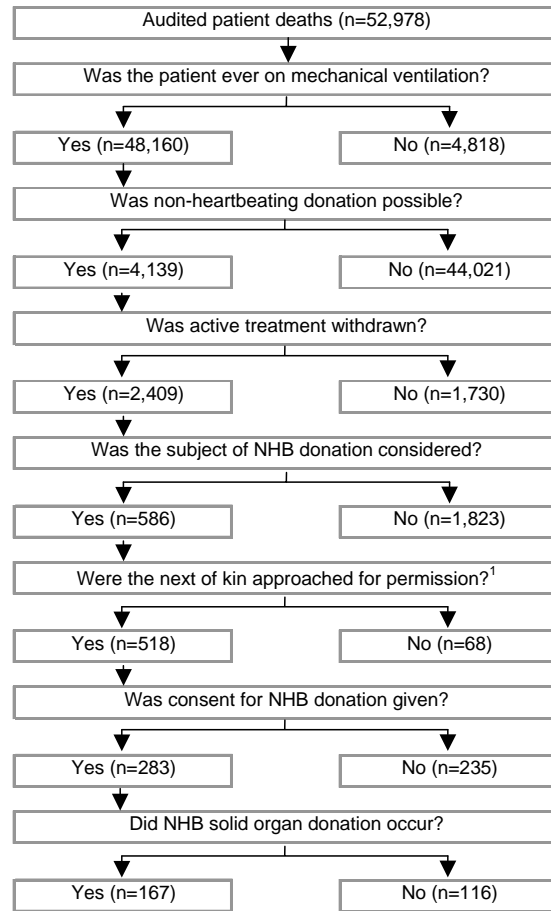 Audited patient deaths (n=52,978)
Was the patient ever on mechanical ventilation?
Yes (n=48,160)
No (n=4,818)
Was non-heartbeating donation possible?
Yes (n=4,139)
No (n=44,021)
Was active treatment withdrawn?
Yes (n=2,409)
No (n=1,730)
Was the subject of NHB donation considered?
Yes (n=586)
No (n=1,823)
Were the next of kin approached for permission?¹
Yes (n=518)
No (n=68)
Was consent for NHB donation given?
Yes (n=283)
No (n=235)
Did NHB solid organ donation occur?
Yes (n=167)
No (n=116)